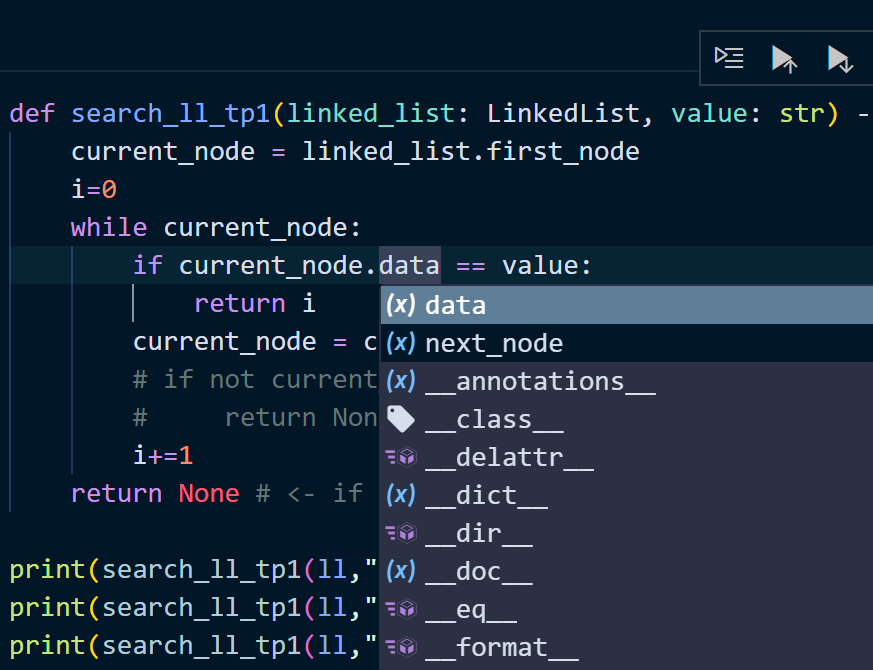 def search_ll_tp1(linked_list: LinkedList, value: str) -
current_node = linked_list.first_node
i=0
while current_node:
if current_node.data == value:
return i
current_node = c
# if not current
# return Non
i+=1
return None # <- if
print(search_ll_tp1(ll,"
print(search_ll_tp1(ll,"
print(search_ll_tp1(ll,"
(x) data
(x) next_node
(x) __annotations__
__class__
__delattr__
(x) __dict__
__dir__
(x) __doc__
__eq__
__format__